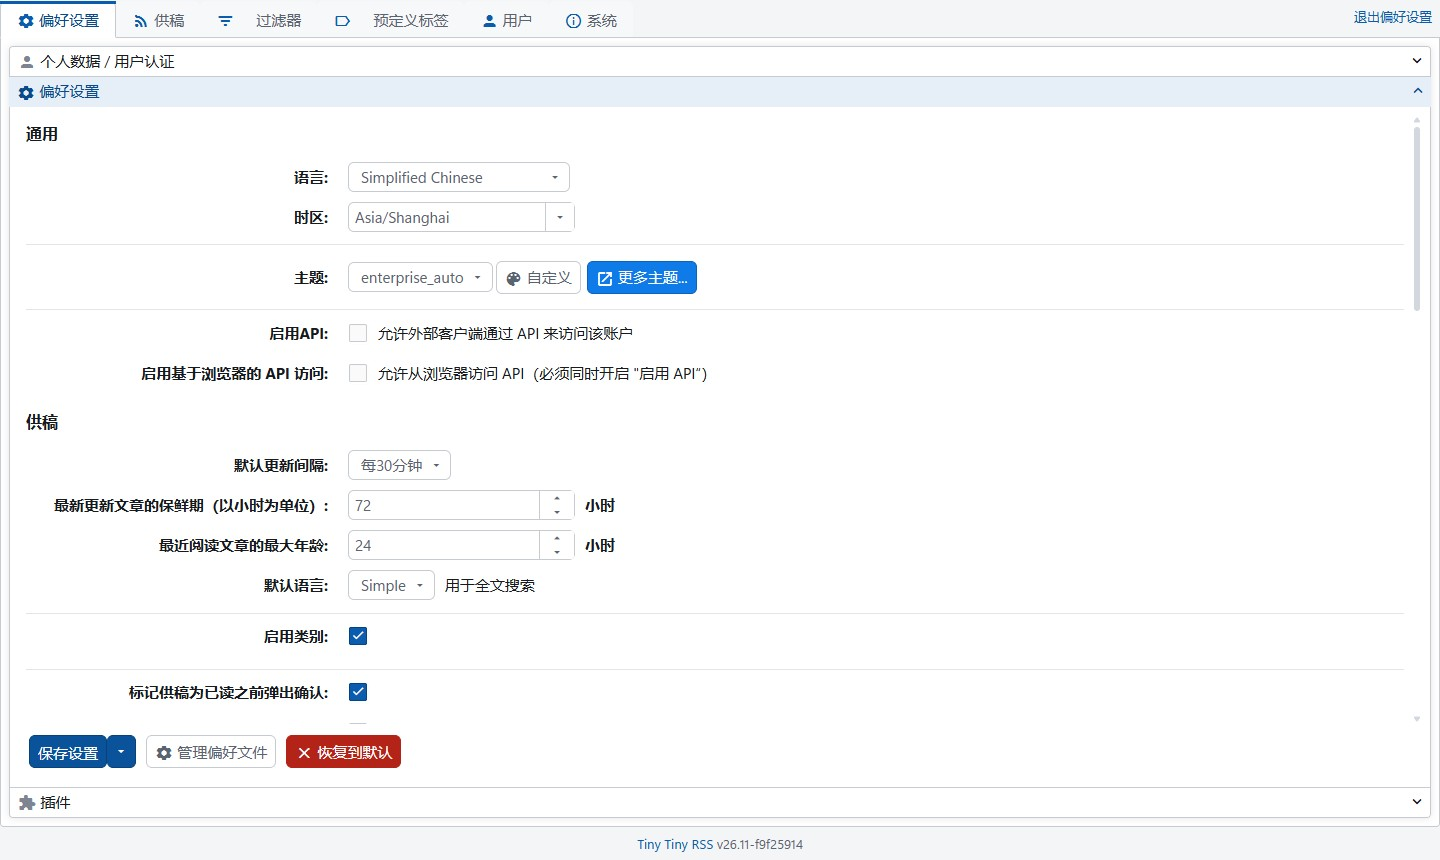 偏好设置 供稿 过滤器 预定义标签 用户 系统 退出偏好设置
个人数据 / 用户认证
偏好设置
通用
语言: Simplified Chinese
时区: Asia/Shanghai
主题: enterprise_auto 自定义 更多主题...
启用API: 允许外部客户端通过 API 来访问该账户
启用基于浏览器的 API 访问: 允许从浏览器访问 API（必须同时开启 "启用 API"）
供稿
默认更新间隔: 每30分钟
最新更新文章的保鲜期（以小时为单位）: 72 小时
最近阅读文章的最大年龄: 24 小时
默认语言: Simple 用于全文搜索
启用类别:
标记供稿为已读之前弹出确认:
保存设置 管理偏好文件 恢复到默认
插件
Tiny Tiny RSS v26.11-f9f25914